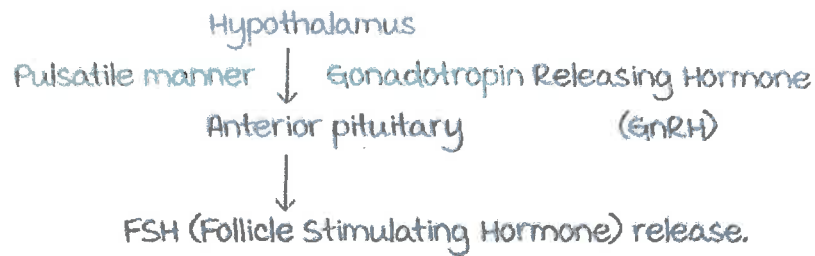 Hypothalamus
Pulsatile manner Gonadotropin Releasing Hormone
Anterior pituitary (GnRH)
FSH (Follicle Stimulating Hormone) release.